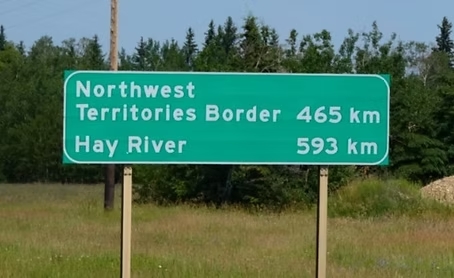 Northwest
Territories Border 465 km
Hay River 593 km